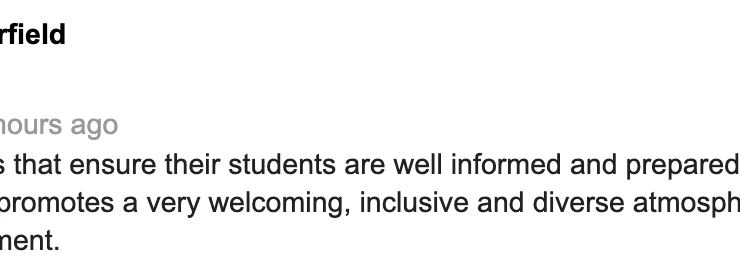 rfield
hours ago
s that ensure their students are well informed and prepared
promotes a very welcoming, inclusive and diverse atmosph
ment.